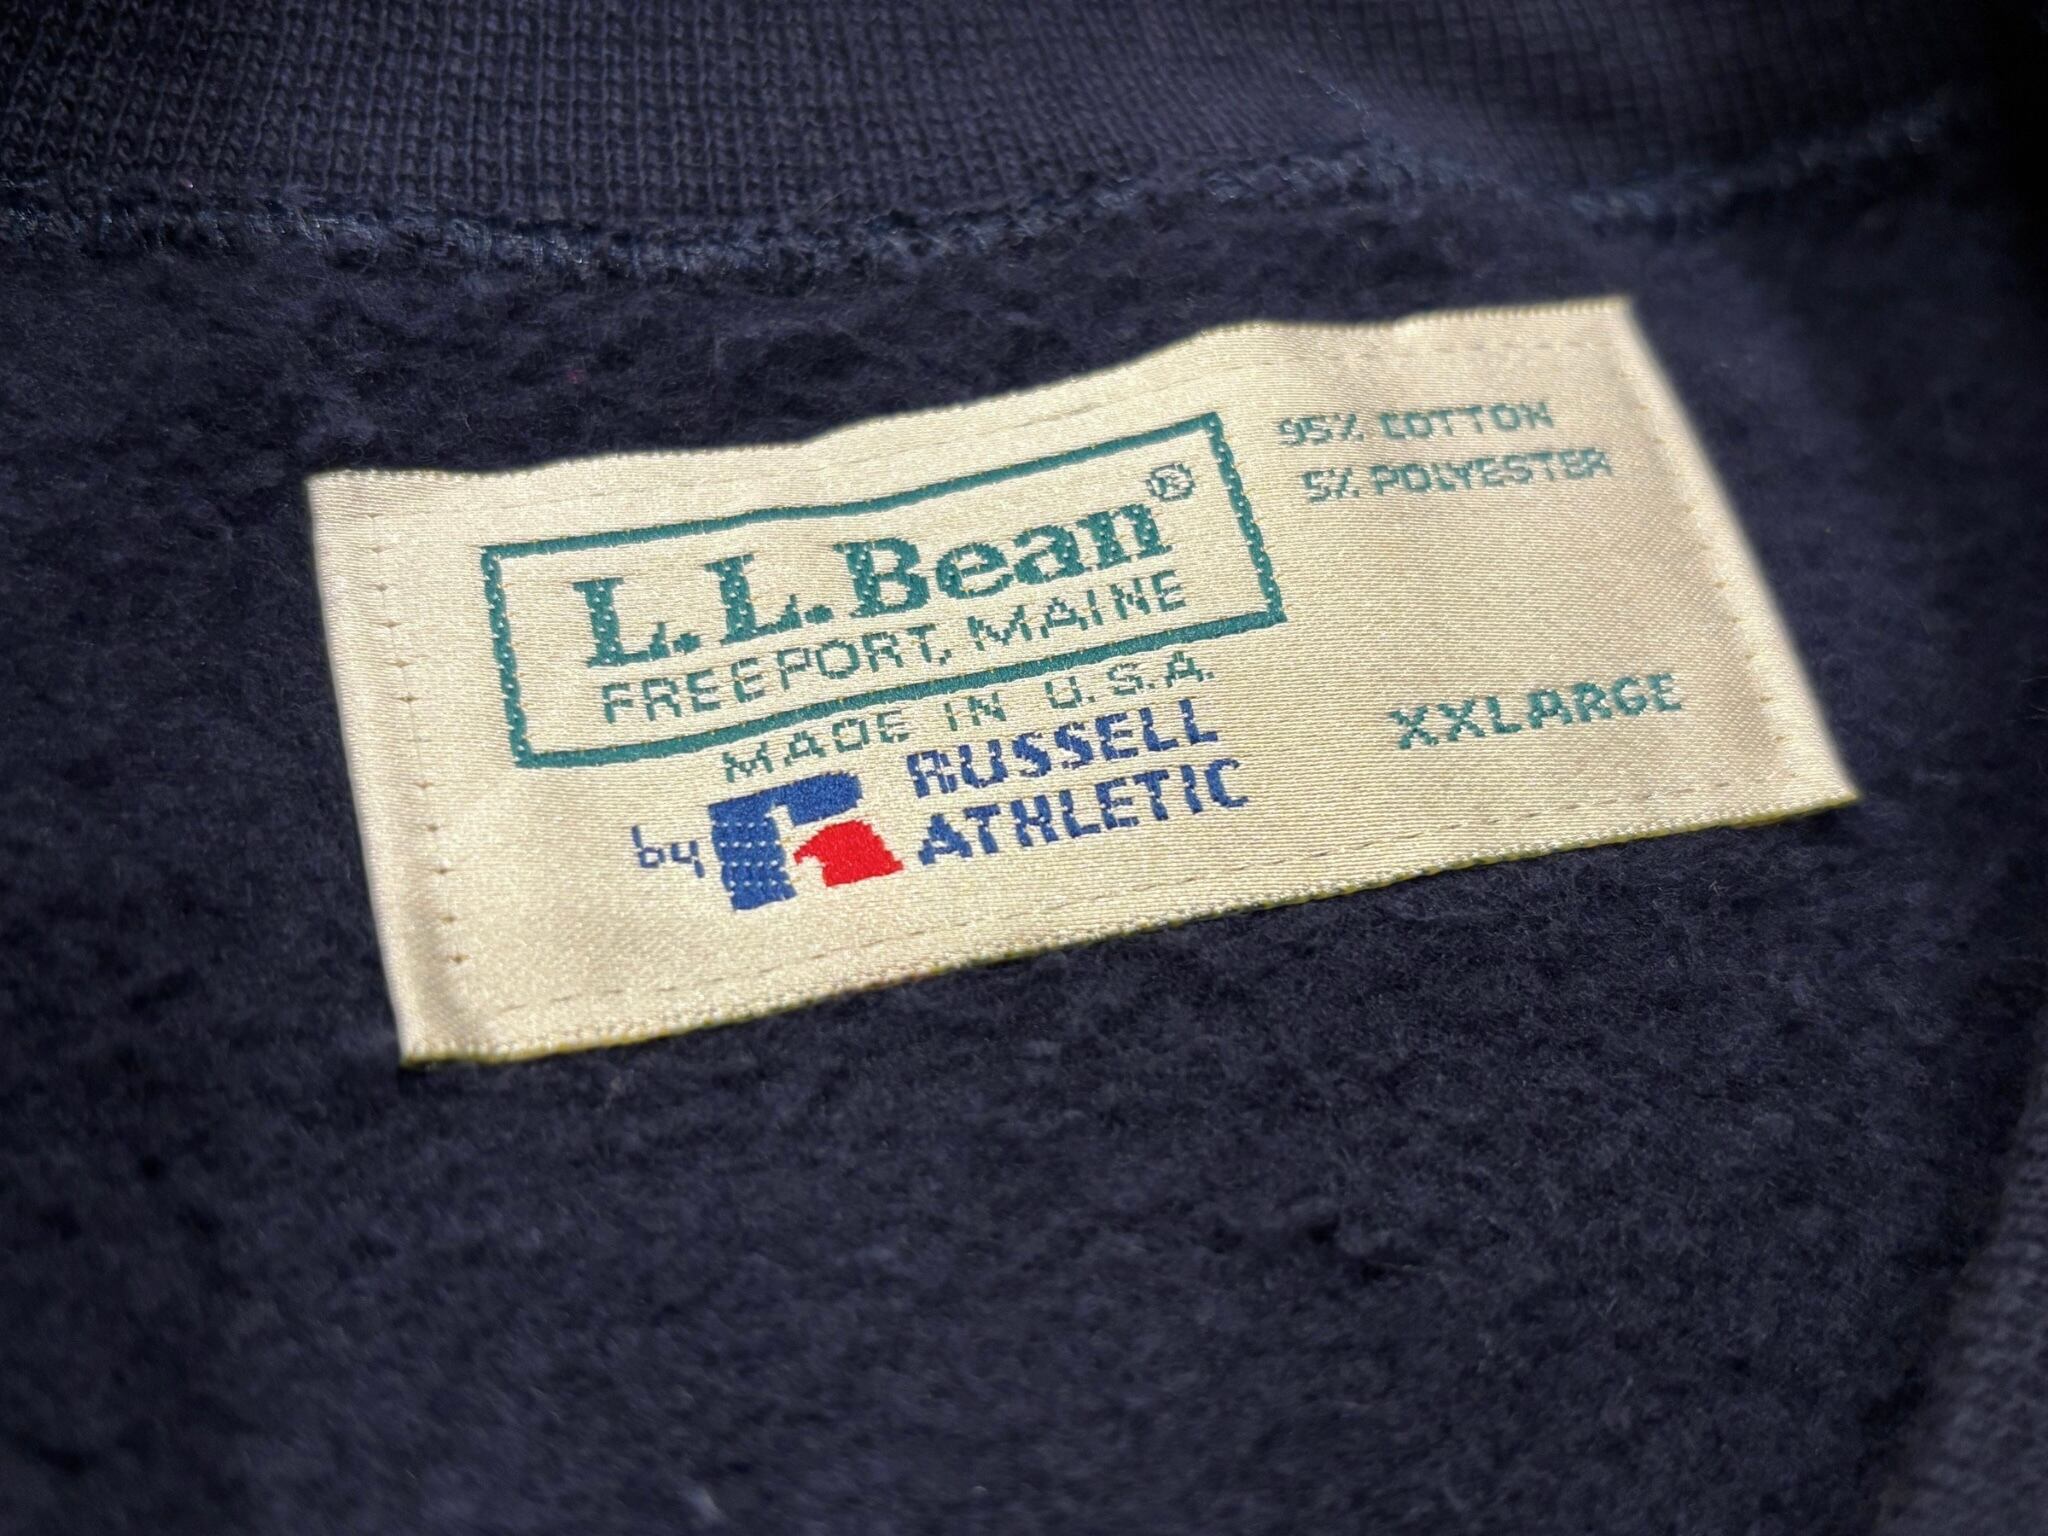 L.L.Bean®
FREEPORT, MAINE
MADE IN U.S.A.
by RUSSELL
ATHLETIC
95% COTTON
5% POLYESTER
XXLARGE